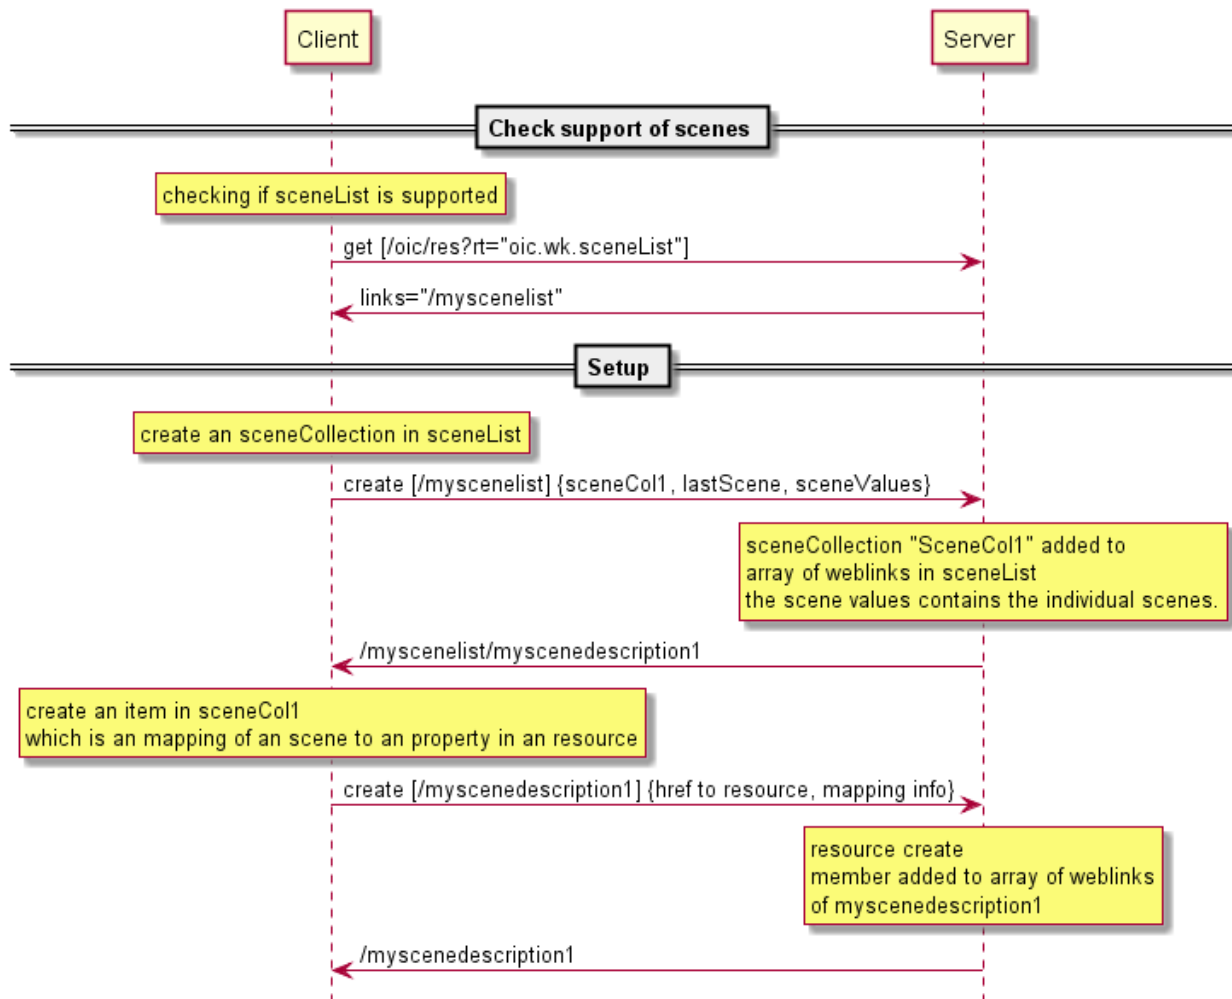 Client
Server
Check support of scenes
checking if sceneList is supported
get [/oic/res?rt="oic.wk.sceneList"]
links="/myscenelist"
Setup
create an sceneCollection in sceneList
create [/myscenelist] {sceneCol1, lastScene, sceneValues}
sceneCollection "SceneCol1" added to
array of weblinks in sceneList
the scene values contains the individual scenes.
/myscenelist/myscenedescription1
create an item in sceneCol1
which is an mapping of an scene to an property in an resource
create [/myscenedescription1] {href to resource, mapping info}
resource create
member added to array of weblinks
of myscenedescription1
/myscenedescription1